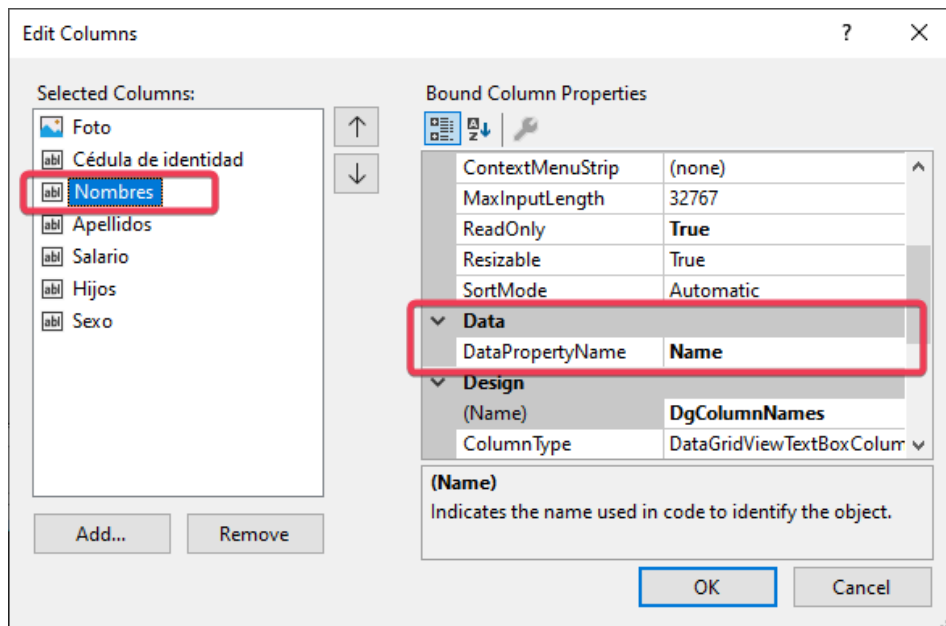 Edit Columns
?
Selected Columns:
Foto
Cédula de identidad
Nombres
Apellidos
Salario
Hijos
Sexo
Add...
Remove
Bound Column Properties
ContextMenuStrip (none)
MaxInputLength 32767
ReadOnly True
Resizable True
SortMode Automatic
Data
DataPropertyName Name
Design
(Name) DgColumnNames
ColumnType DataGridViewTextBoxColum
(Name)
Indicates the name used in code to identify the object.
OK
Cancel